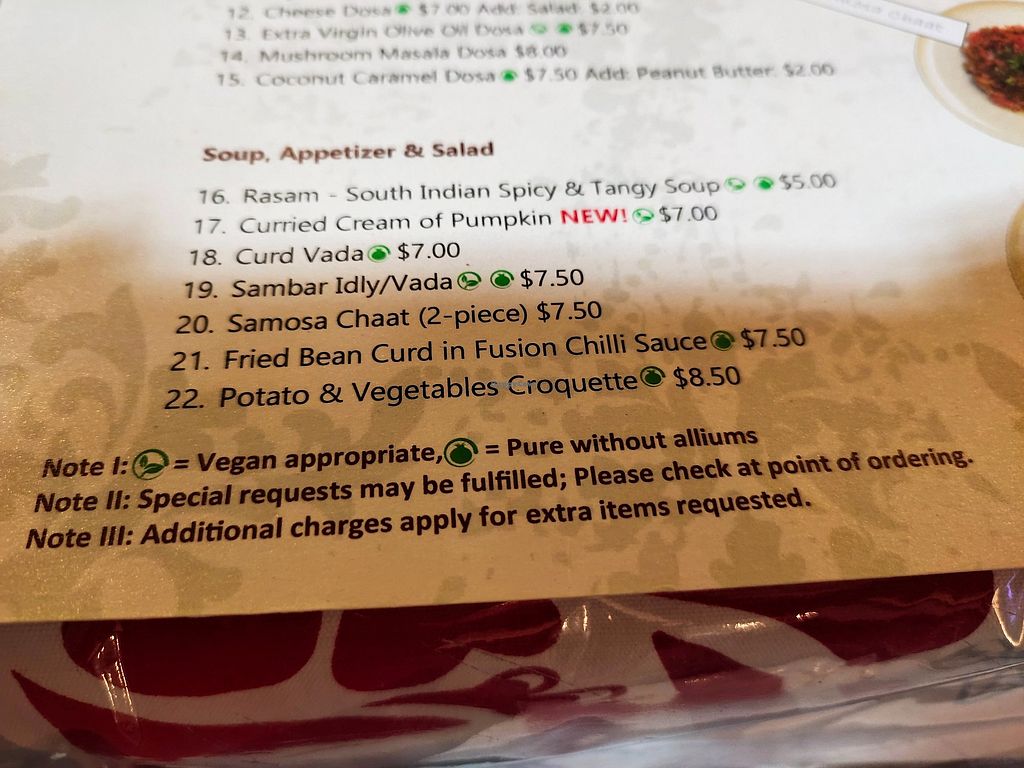 12. Cheese Dosa $7.00 Add: Salad: $2.00
13. Extra Virgin Olive Oil Dosa $7.50
14. Mushroom Masala Dosa $8.00
15. Coconut Caramel Dosa $7.50 Add: Peanut Butter: $2.00
Chaat
Soup, Appetizer & Salad
16. Rasam - South Indian Spicy & Tangy Soup $5.00
17. Curried Cream of Pumpkin NEW! $7.00
18. Curd Vada $7.00
19. Sambar Idly/Vada $7.50
20. Samosa Chaat (2-piece) $7.50
21. Fried Bean Curd in Fusion Chilli Sauce $7.50
22. Potato & Vegetables Croquette $8.50
Note I: = Vegan appropriate, = Pure without alliums
Note II: Special requests may be fulfilled; Please check at point of ordering.
Note III: Additional charges apply for extra items requested.